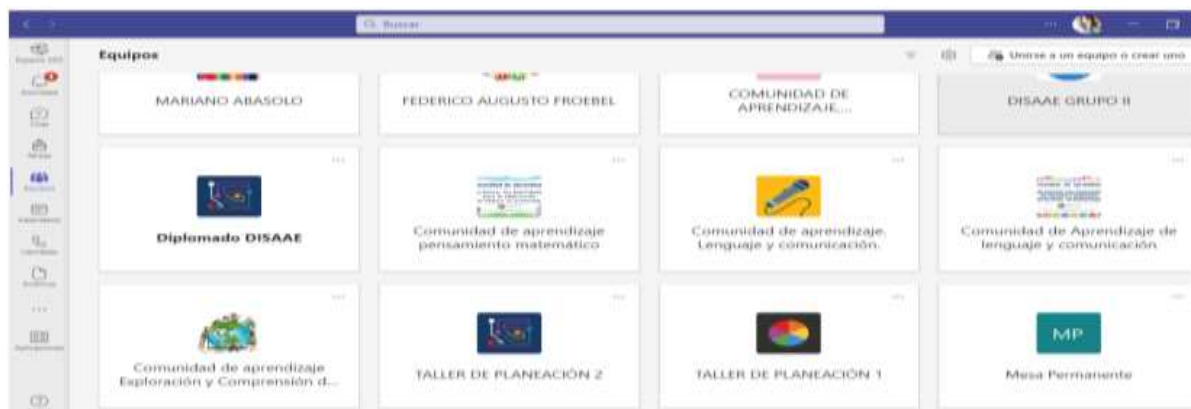 Buscar
Equipos
Unirse a un equipo o crear uno
MARIANO ABASOLO
FEDERICO AUGUSTO FROEBEL
COMUNIDAD DE
APRENDIZAJE....
DISAAE GRUPO II
Diplomado DISAAE
Comunidad de aprendizaje
pensamiento matemático
Comunidad de aprendizaje.
Lenguaje y comunicación.
Comunidad de Aprendizaje de
lenguaje y comunicación
Comunidad de aprendizaje
Exploración y Comprensión d...
TALLER DE PLANEACIÓN 2
TALLER DE PLANEACIÓN 1
MP
Mesa Permanente